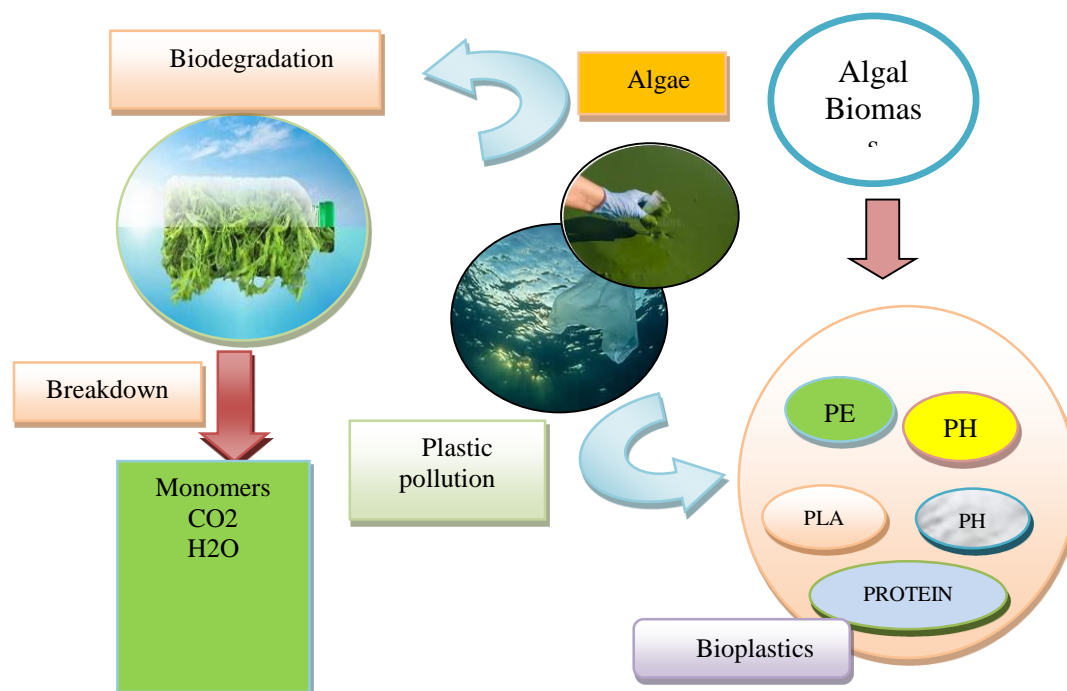 Biodegradation
Algae
Algal
Biomas
s
Breakdown
Plastic
pollution
Monomers
CO2
H2O
PE
PH
PLA
PH
PROTEIN
Bioplastics